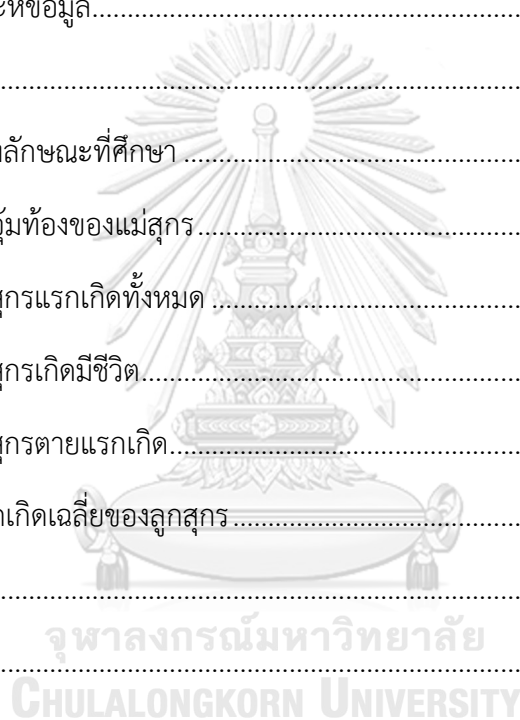 ะห์ข้อมูล
ลักษณะที่ศึกษา
อุ้มท้องของแม่สุกร
สุกรแรกเกิดทั้งหมด
สุกรเกิดมีชีวิต
สุกรตายแรกเกิด
เกิดเฉลี่ยของลูกสุกร
จุฬาลงกรณ์มหาวิทยาลัย
CHULALONGKORN UNIVERSITY